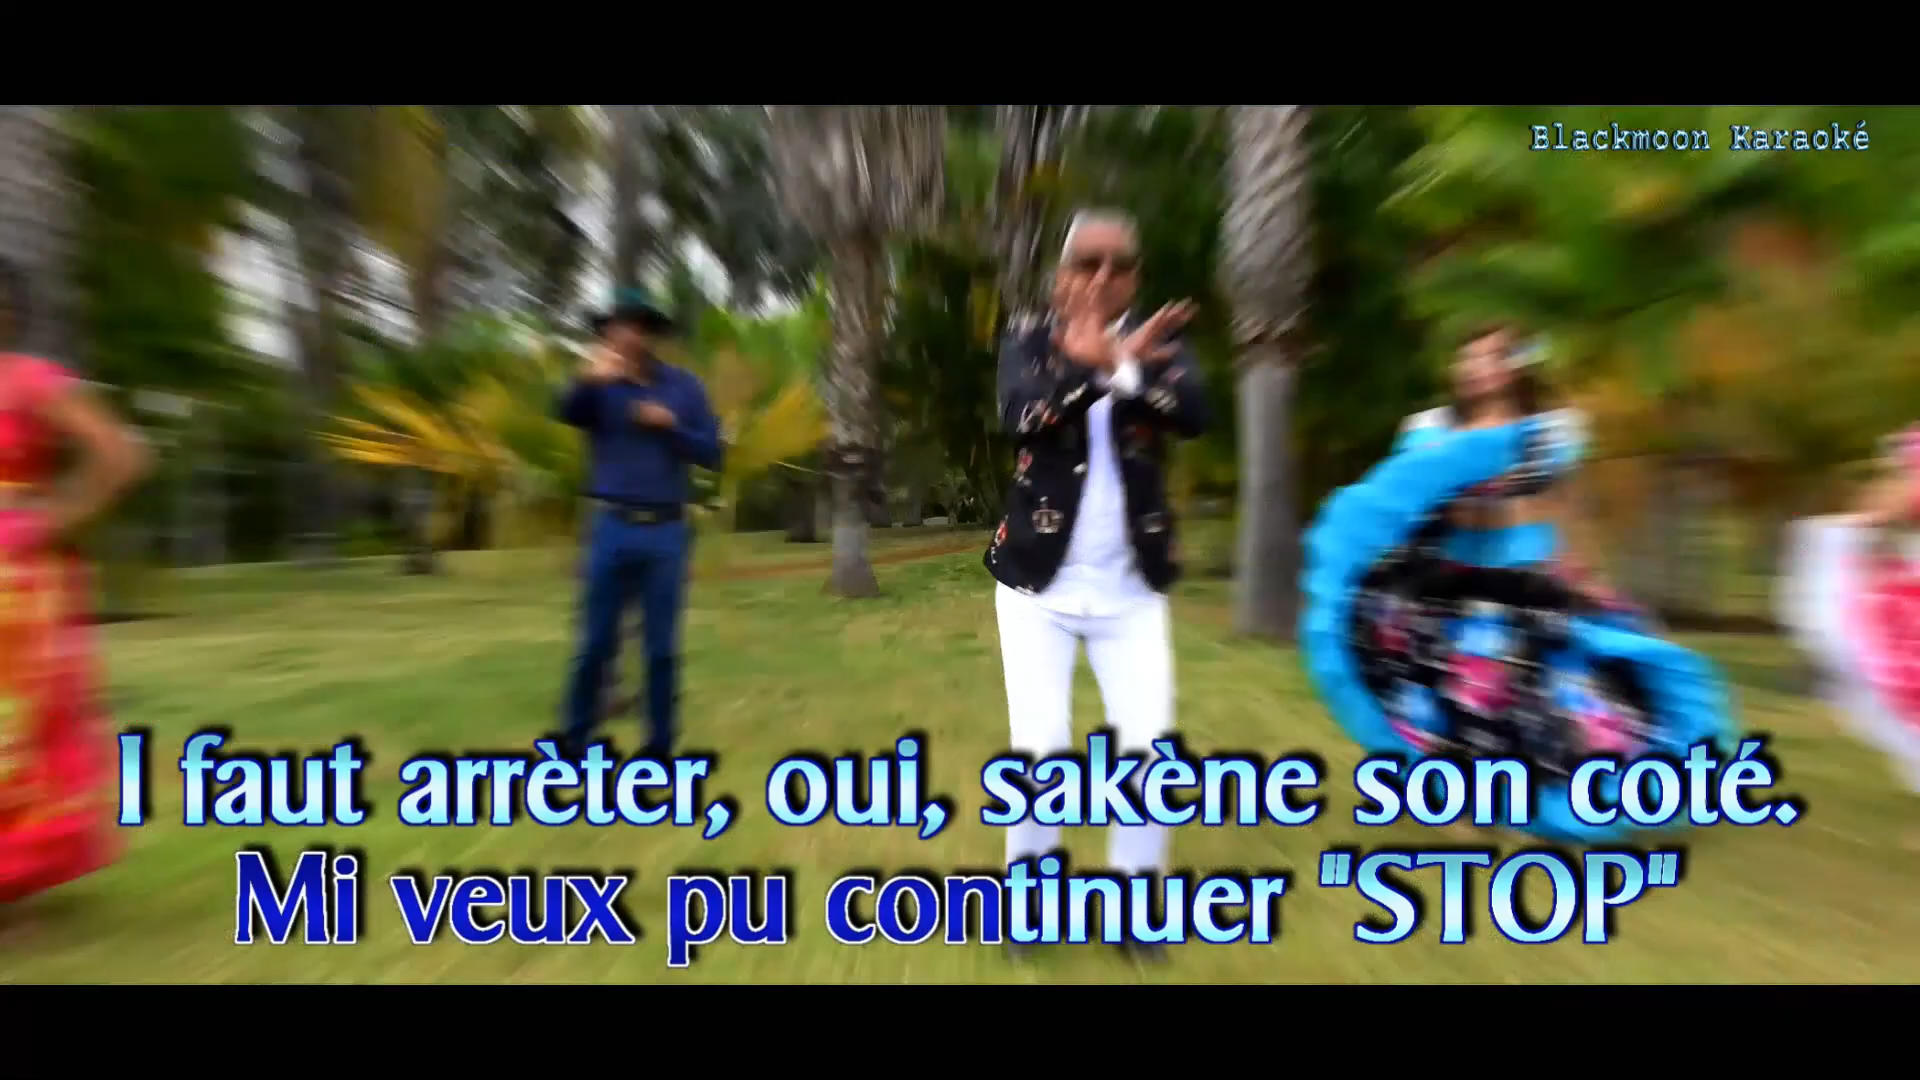 Blackmoon Karaoké
I faut arrèter, oui, sakène son coté.
Mi veux pu continuer "STOP"